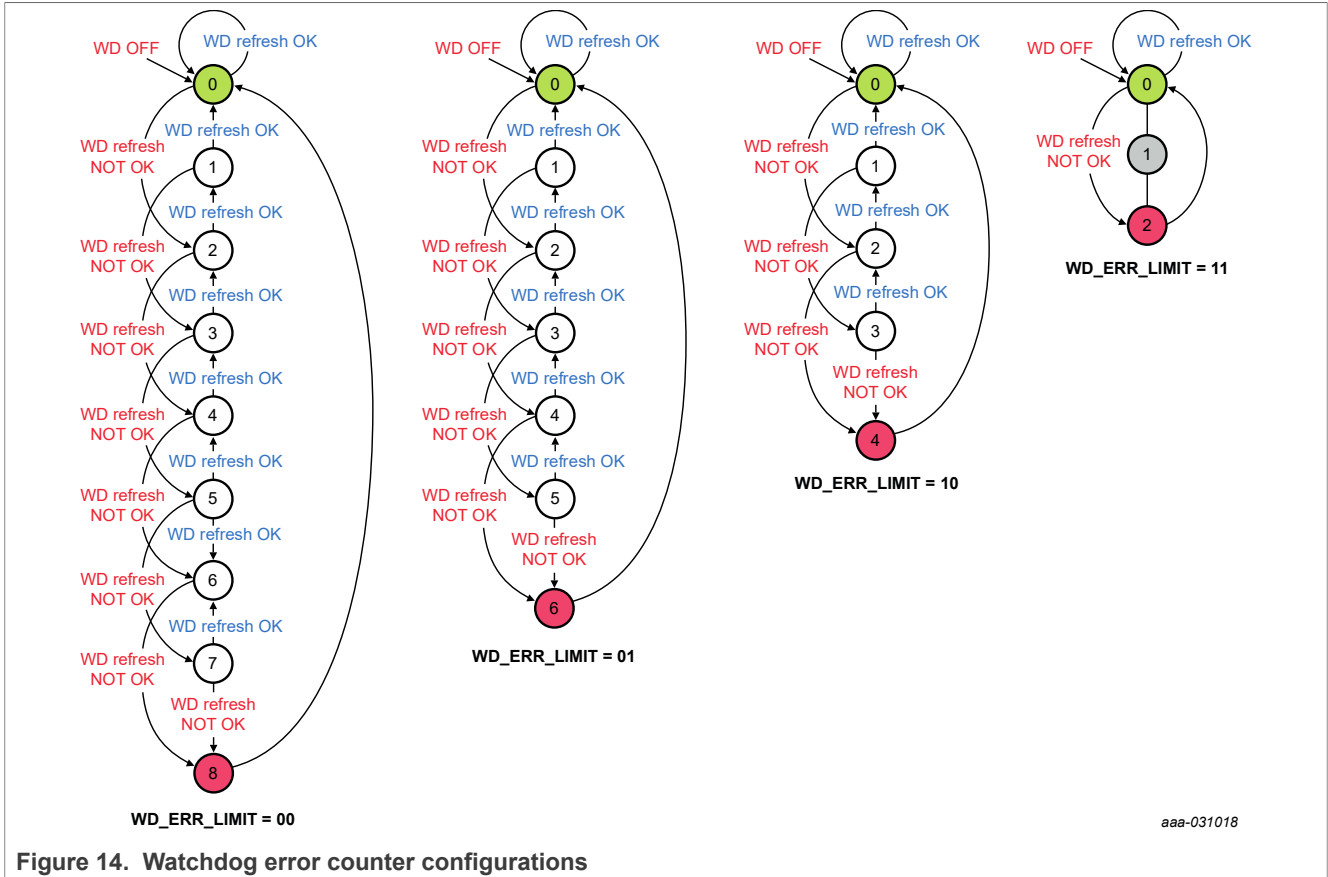 WD OFF
WD refresh OK
0
WD refresh OK
WD refresh
NOT OK
1
WD refresh OK
WD refresh
NOT OK
2
WD refresh OK
WD refresh
NOT OK
3
WD refresh OK
WD refresh
NOT OK
4
WD refresh OK
WD refresh
NOT OK
5
WD refresh OK
WD refresh
NOT OK
6
WD refresh OK
WD refresh
NOT OK
7
WD refresh
NOT OK
8
WD_ERR_LIMIT = 00
WD OFF
WD refresh OK
0
WD refresh OK
WD refresh
NOT OK
1
WD refresh OK
WD refresh
NOT OK
2
WD refresh OK
WD refresh
NOT OK
3
WD refresh OK
WD refresh
NOT OK
4
WD refresh OK
WD refresh
NOT OK
5
WD refresh
NOT OK
6
WD_ERR_LIMIT = 01
WD OFF
WD refresh OK
0
WD refresh OK
WD refresh
NOT OK
1
WD refresh OK
WD refresh
NOT OK
2
WD refresh OK
WD refresh
NOT OK
3
WD refresh
NOT OK
4
WD_ERR_LIMIT = 10
WD OFF
WD refresh OK
0
WD refresh
NOT OK
1
2
WD_ERR_LIMIT = 11
aaa-031018
Figure 14. Watchdog error counter configurations